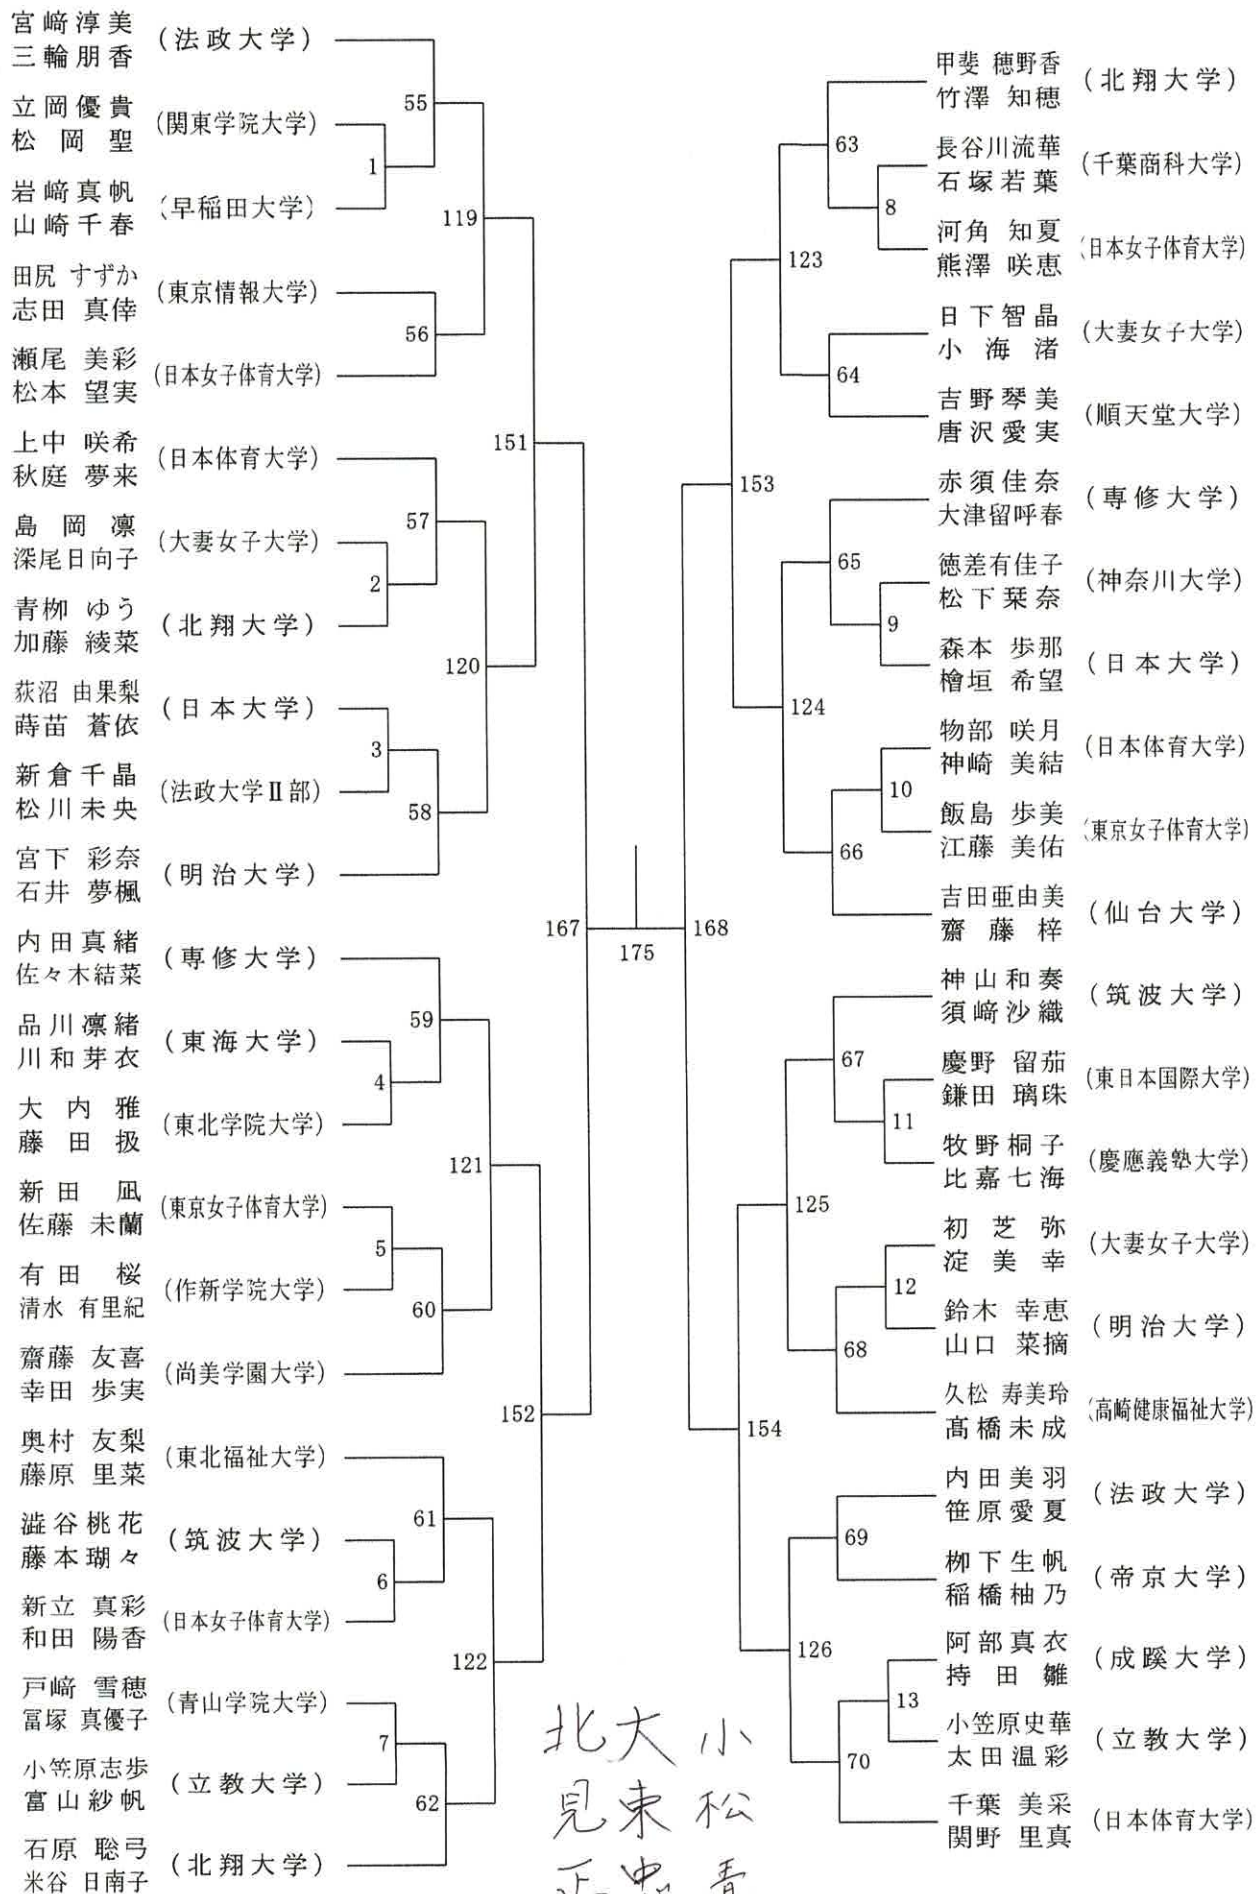 宮﨑淳美
三輪朋香 (法政大学)
立岡優貴
松岡聖 (関東学院大学)
岩﨑真帆
山崎千春 (早稲田大学)
田尻 すずか
志田 真倖 (東京情報大学)
瀬尾 美彩
松本 望実 (日本女子体育大学)
上中 咲希
秋庭 夢来 (日本体育大学)
島岡凛
深尾日向子 (大妻女子大学)
青栁 ゆう
加藤 綾菜 (北翔大学)
荻沼 由果梨
蒔苗 蒼依 (日本大学)
新倉千晶
松川未央 (法政大学Ⅱ部)
宮下 彩奈
石井 夢楓 (明治大学)
内田真緒
佐々木結菜 (専修大学)
品川凛緒
川和芽衣 (東海大学)
大内雅
藤田扱 (東北学院大学)
新田 凪
佐藤 未蘭 (東京女子体育大学)
有田 桜
清水 有里紀 (作新学院大学)
齋藤 友喜
幸田 歩実 (尚美学園大学)
奥村 友梨
藤原 里菜 (東北福祉大学)
澁谷桃花
藤本瑚々 (筑波大学)
新立 真彩
和田 陽香 (日本女子体育大学)
戸﨑 雪穂
冨塚 真優子 (青山学院大学)
小笠原志歩
富山紗帆 (立教大学)
石原 聡弓
米谷 日南子 (北翔大学)
1
2
3
4
5
6
7
55
56
57
58
59
60
61
62
119
120
121
122
151
152
167
175
168
153
154
123
124
125
126
63
64
65
66
67
68
69
70
8
9
10
11
12
13
甲斐 穂野香
竹澤 知穂 (北翔大学)
長谷川流華
石塚若葉 (千葉商科大学)
河角 知夏
熊澤 咲恵 (日本女子体育大学)
日下智晶
小海渚 (大妻女子大学)
吉野琴美
唐沢愛実 (順天堂大学)
赤須佳奈
大津留呼春 (専修大学)
徳差有佳子
松下栞奈 (神奈川大学)
森本 歩那
檜垣 希望 (日本大学)
物部 咲月
神崎 美結 (日本体育大学)
飯島 歩美
江藤 美佑 (東京女子体育大学)
吉田亜由美
齋藤梓 (仙台大学)
神山和奏
須﨑沙織 (筑波大学)
慶野 留茄
鎌田 璃珠 (東日本国際大学)
牧野桐子
比嘉七海 (慶應義塾大学)
初芝弥
淀美幸 (大妻女子大学)
鈴木 幸恵
山口 菜摘 (明治大学)
久松 寿美玲
髙橋未成 (高崎健康福祉大学)
内田美羽
笹原愛夏 (法政大学)
栁下生帆
稲橋柚乃 (帝京大学)
阿部真衣
持田雛 (成蹊大学)
小笠原史華
太田温彩 (立教大学)
千葉 美采
関野 里真 (日本体育大学)
北大 小
見東 松